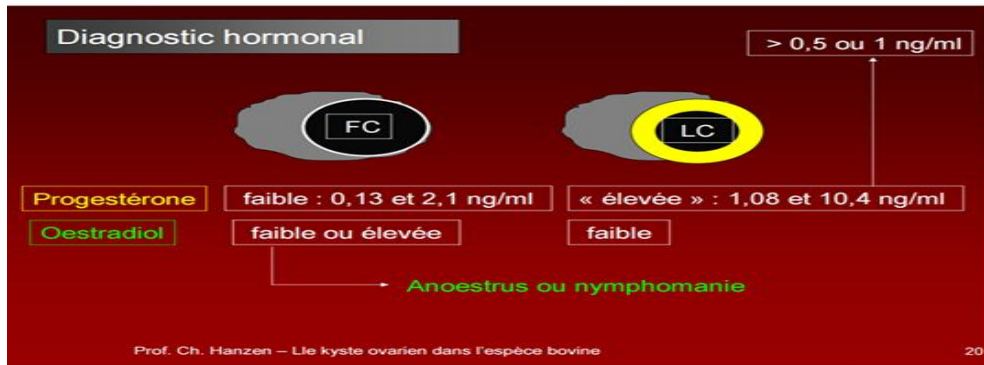 Diagnostic hormonal
> 0,5 ou 1 ng/ml
FC
LC
Progestérone
faible : 0,13 et 2,1 ng/ml
« élevée » : 1,08 et 10,4 ng/ml
Oestradiol
faible ou élevée
faible
Anoestrus ou nymphomanie
Prof. Ch. Hanzen – Lle kyste ovarien dans l'espèce bovine
20